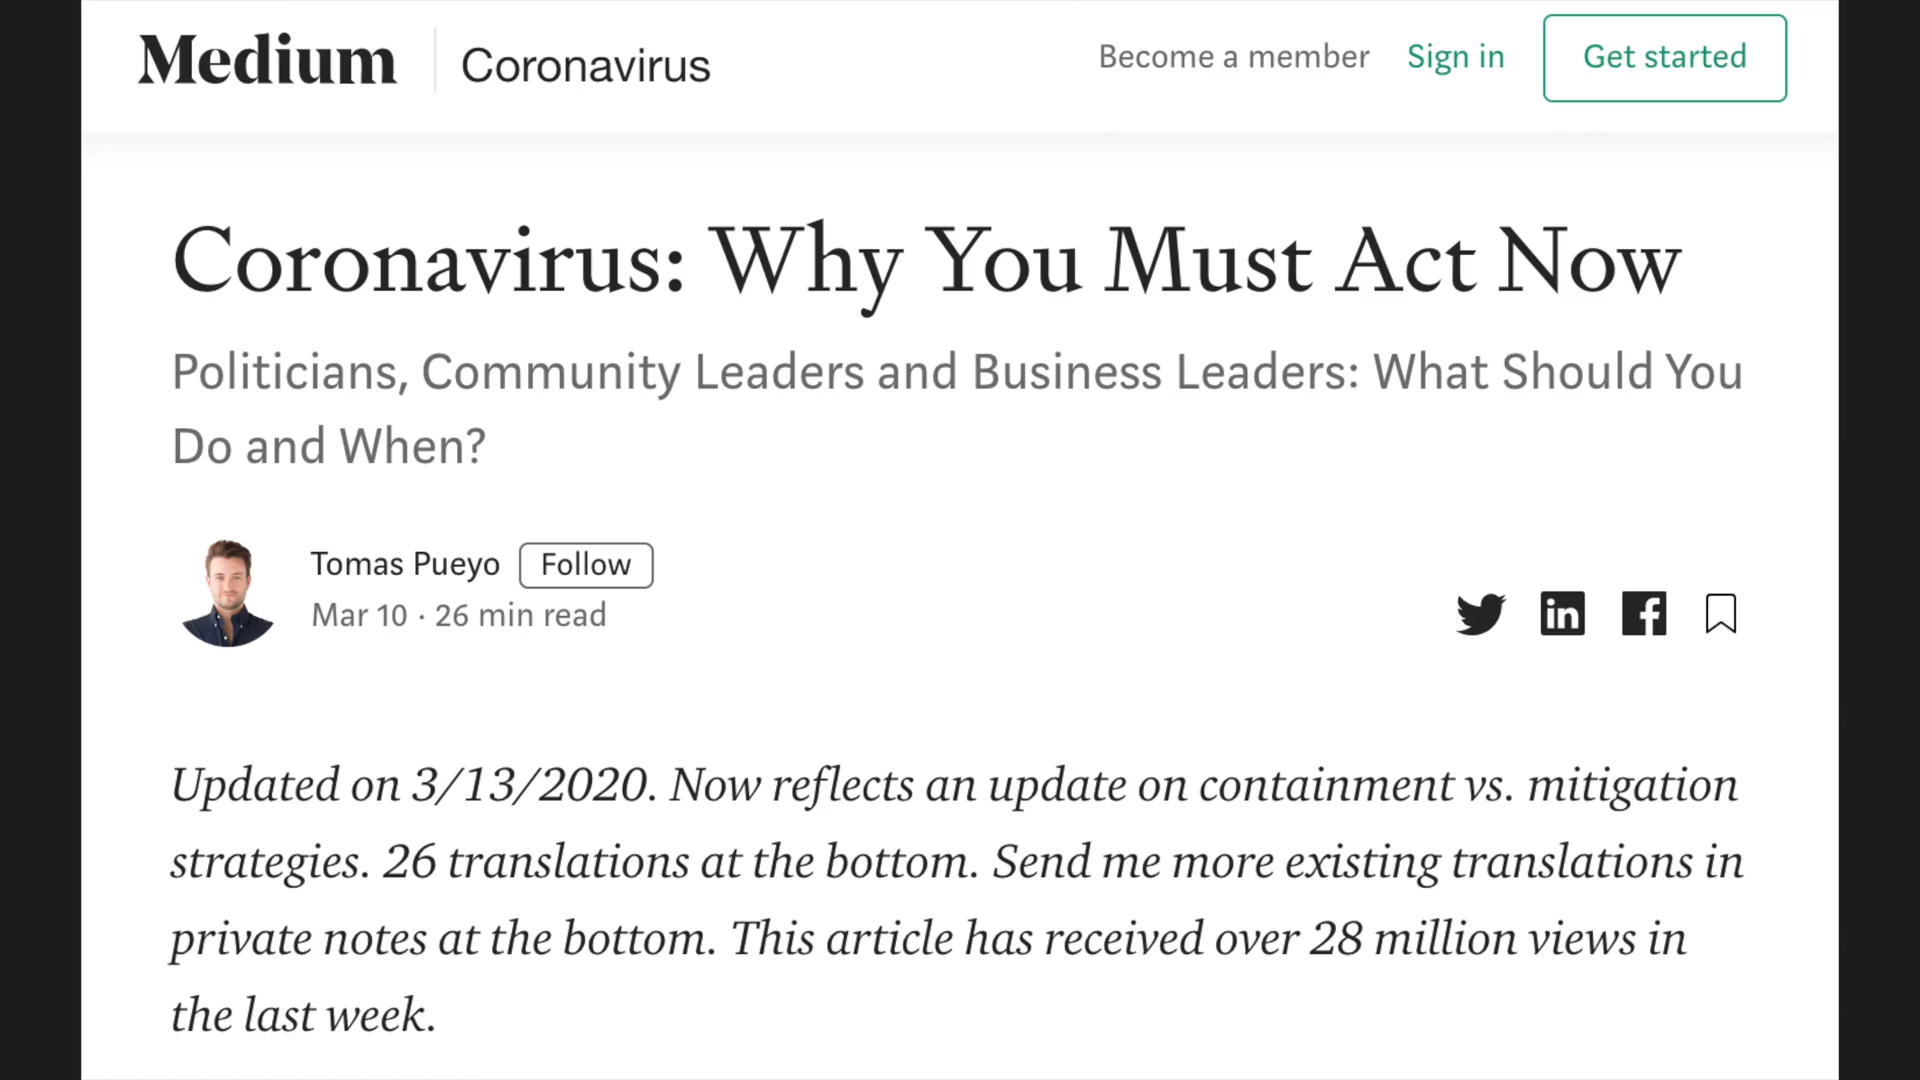 Medium
Coronavirus
Become a member
Sign in
Get started
Coronavirus: Why You Must Act Now
Politicians, Community Leaders and Business Leaders: What Should You
Do and When?
Tomas Pueyo
Follow
Mar 10 · 26 min read
Updated on 3/13/2020. Now reflects an update on containment vs. mitigation
strategies. 26 translations at the bottom. Send me more existing translations in
private notes at the bottom. This article has received over 28 million views in
the last week.